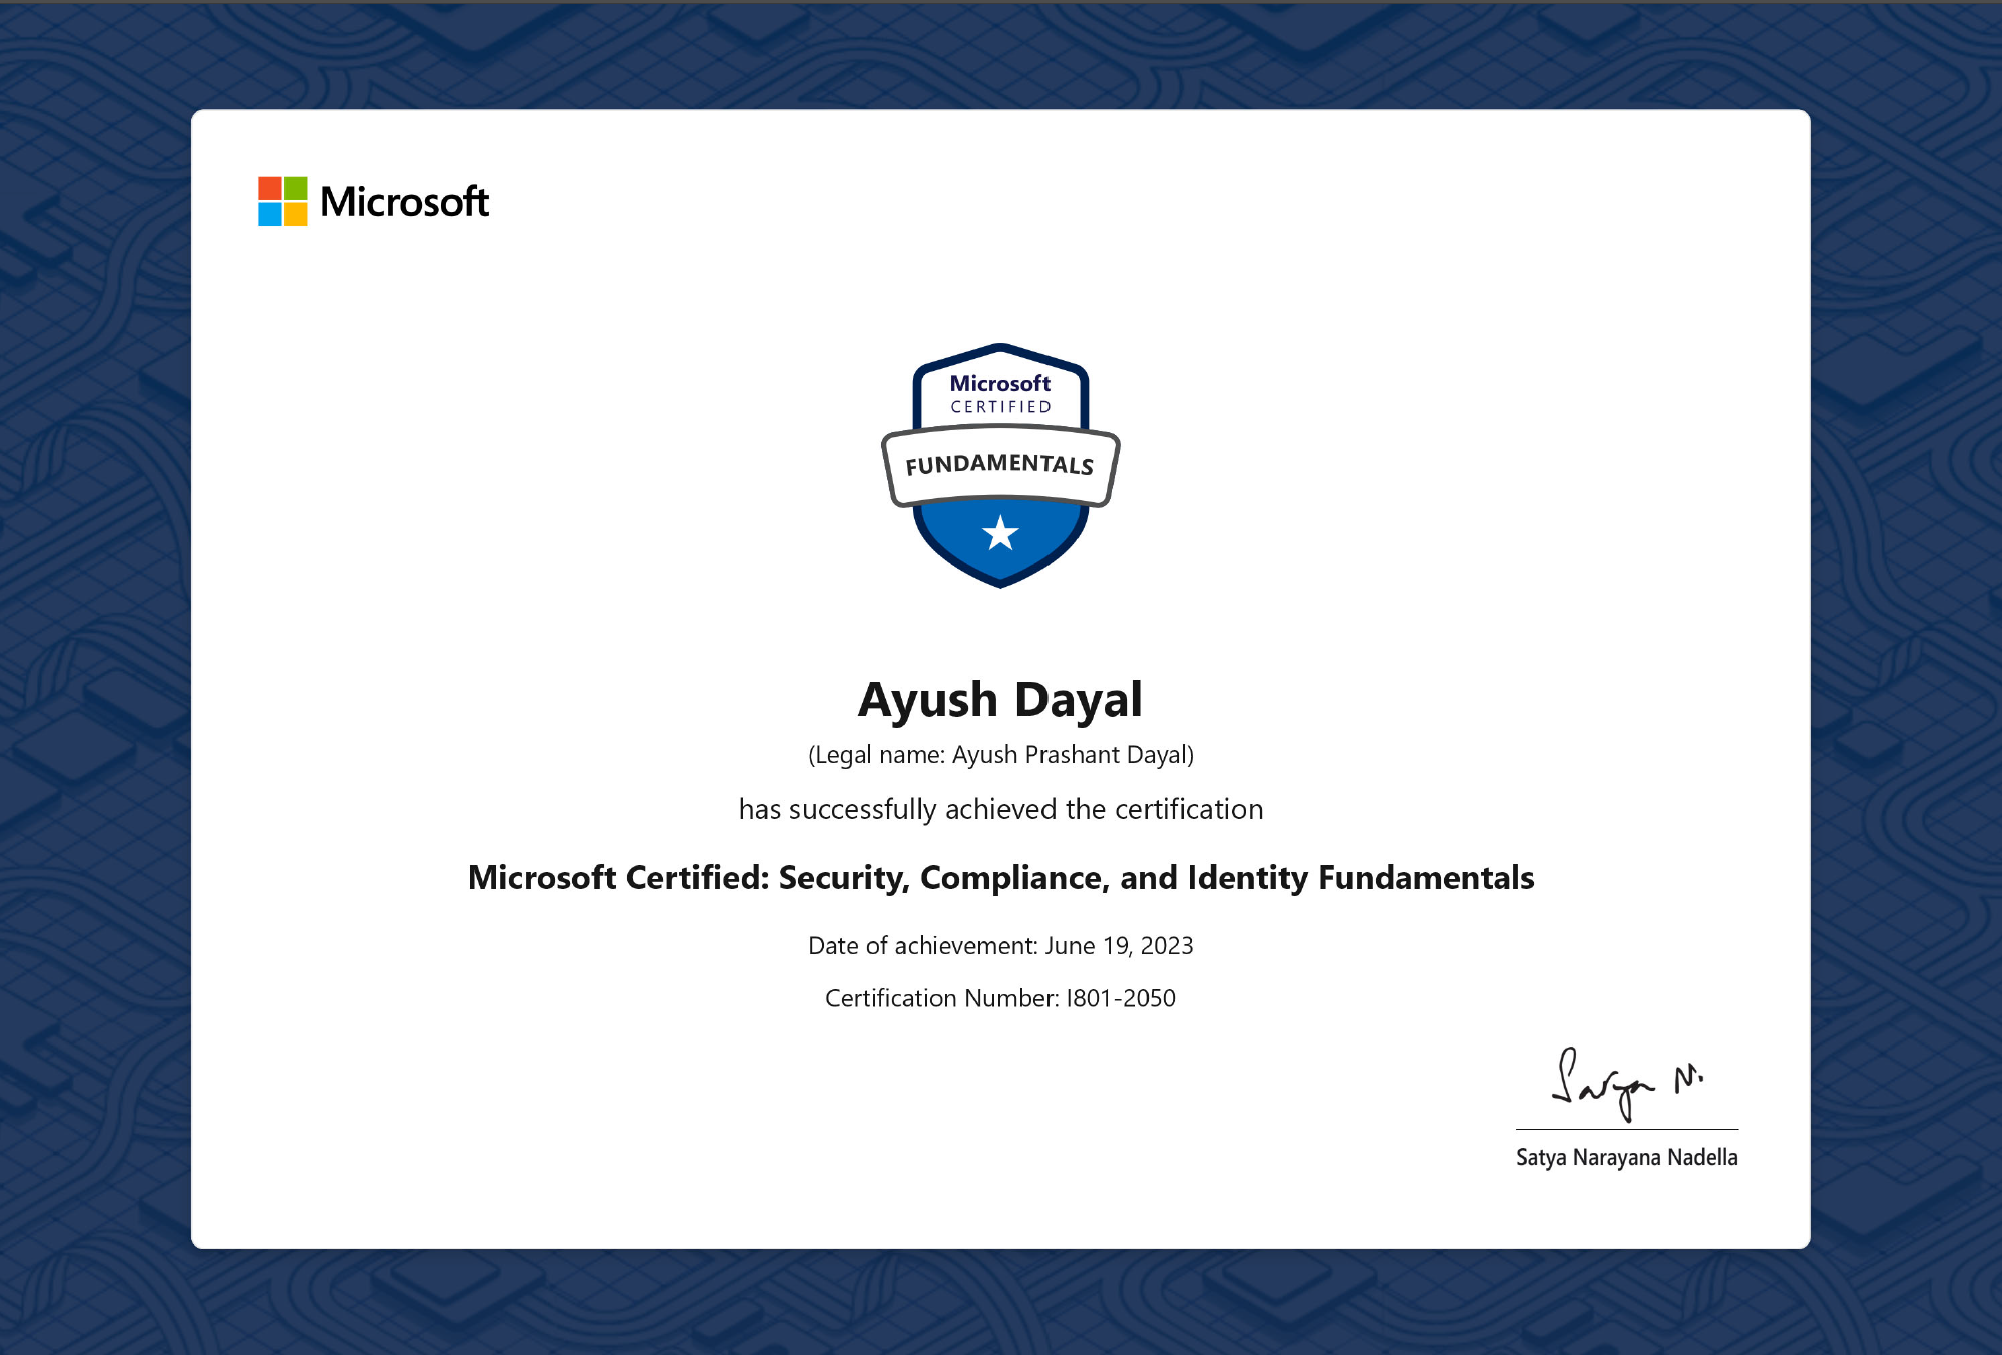 Microsoft
Microsoft
CERTIFIED
FUNDAMENTALS
Ayush Dayal
(Legal name: Ayush Prashant Dayal)
has successfully achieved the certification
Microsoft Certified: Security, Compliance, and Identity Fundamentals
Date of achievement: June 19, 2023
Certification Number: I801-2050
Satya N.
Satya Narayana Nadella